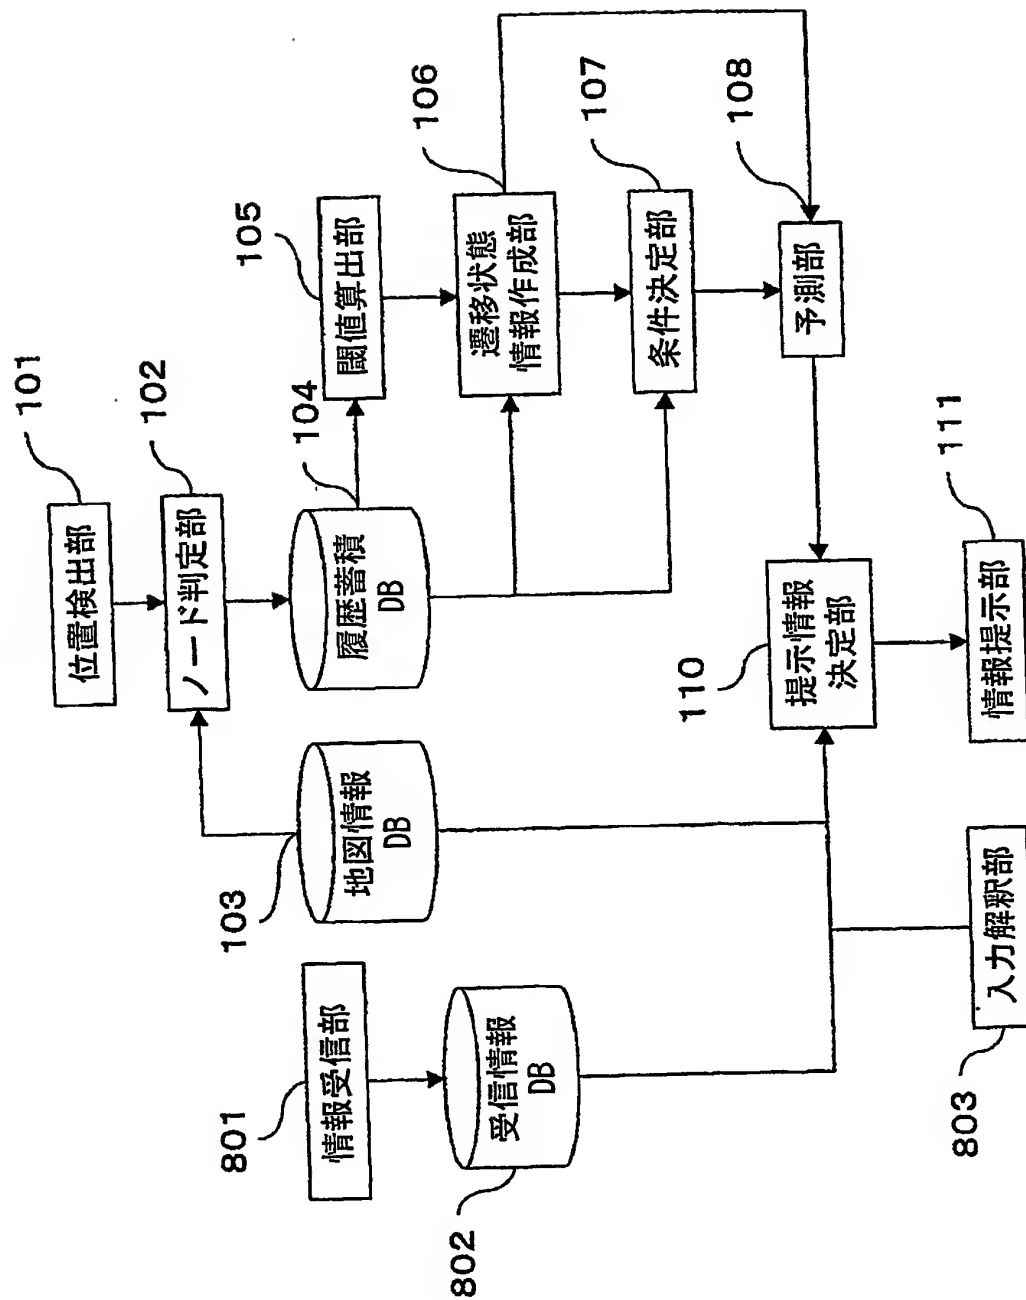 101
位置検出部
102
ノード判定部
103
地図情報
DB
104
履歴蓄積
DB
105
閾値算出部
106
遷移状態
情報作成部
107
条件決定部
108
予測部
801
情報受信部
802
受信情報
DB
110
提示情報
決定部
111
情報提示部
803
入力解釈部